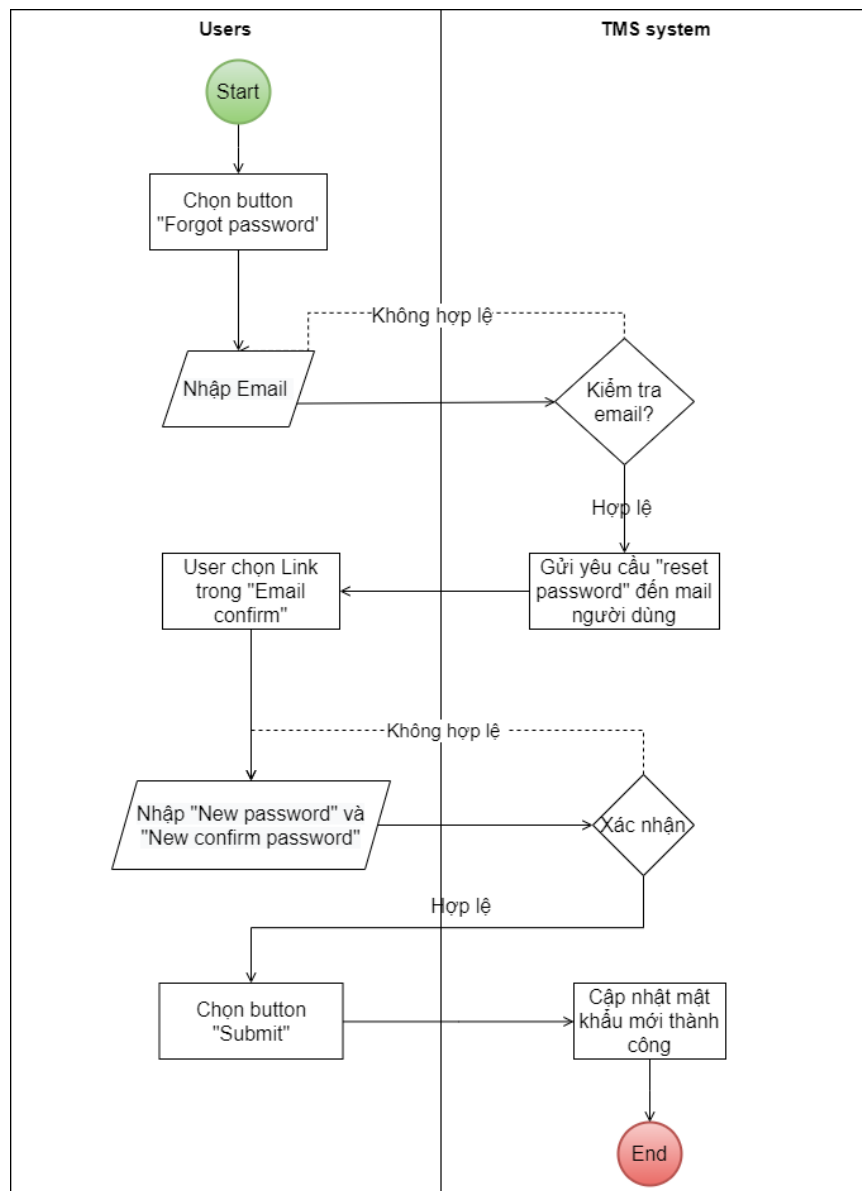 Users
TMS system
Start
Chọn button
"Forgot password'
Không hợp lệ
Nhập Email
Kiểm tra
email?
Hợp lệ
User chọn Link
trong "Email
confirm"
Gửi yêu cầu "reset
password" đến mail
người dùng
Không hợp lệ
Nhập "New password" và
"New confirm password"
Xác nhận
Hợp lệ
Chọn button
"Submit"
Cập nhật mật
khẩu mới thành
công
End